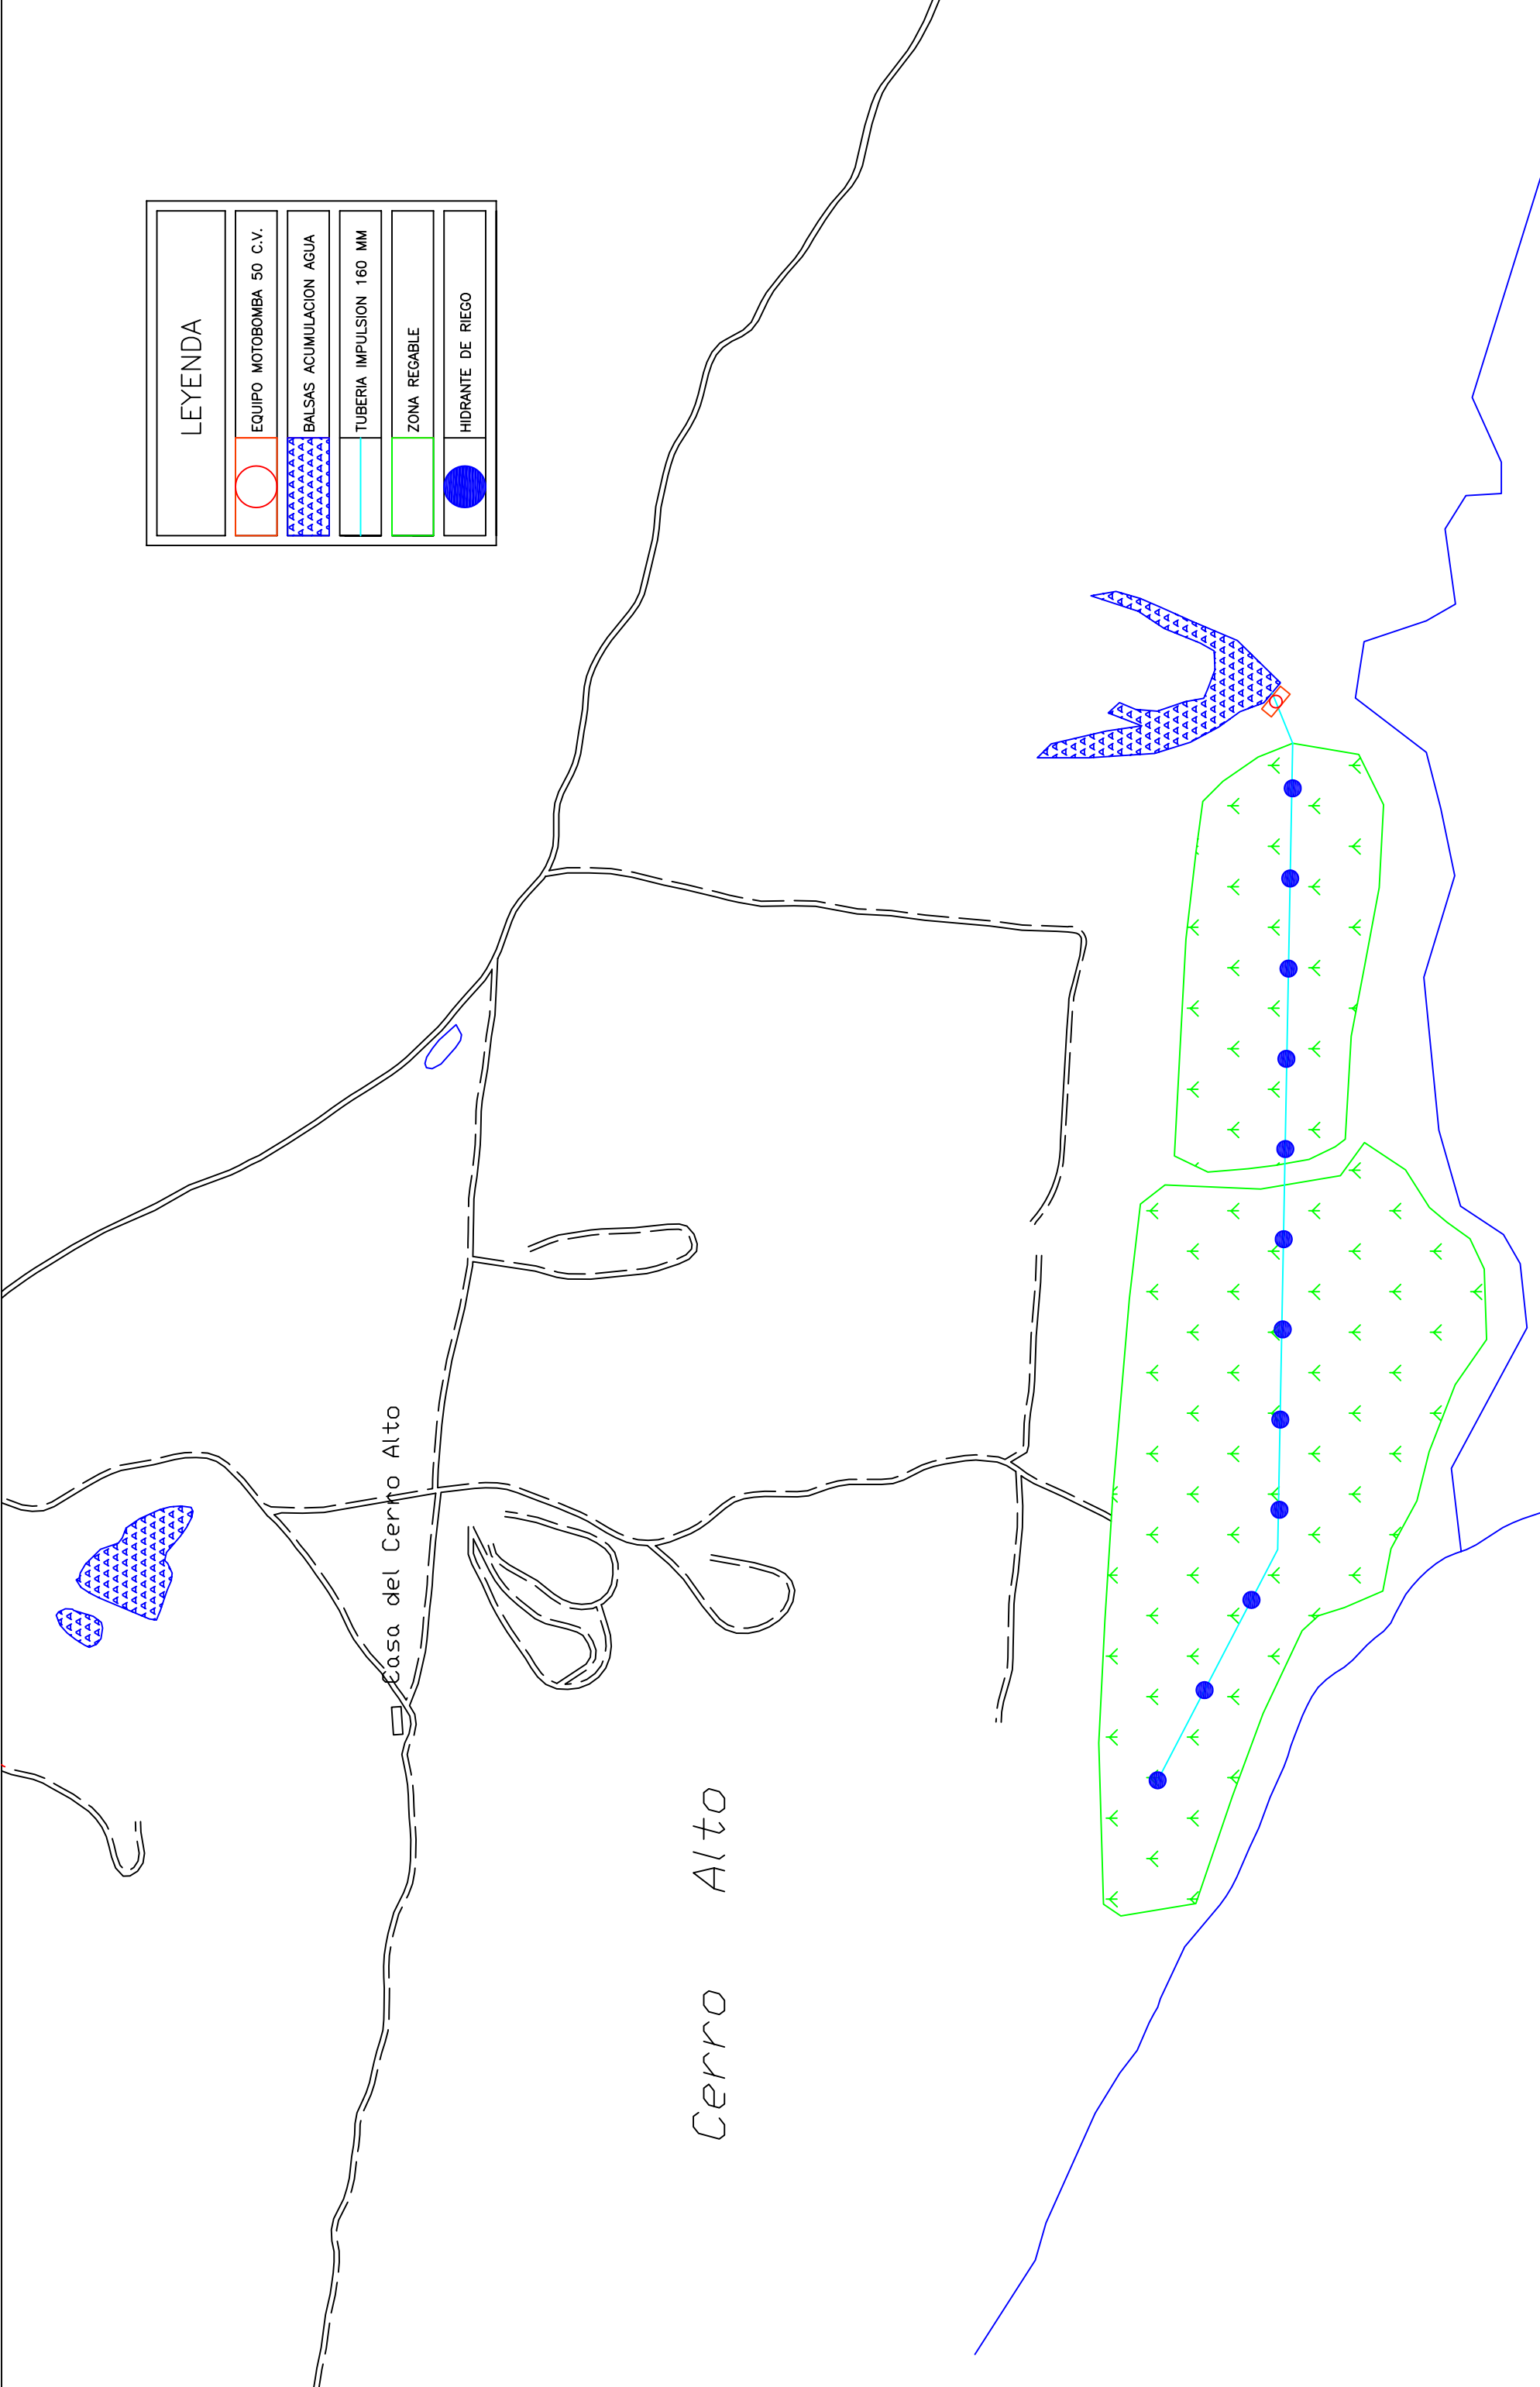 LEYENDA
EQUIPO MOTOBOMBA 50 C.V.
BALSAS ACUMULACION AGUA
TUBERIA IMPULSION 160 MM
ZONA REGABLE
HIDRANTE DE RIEGO
Casa del Cerro Alto
Cerro Alto